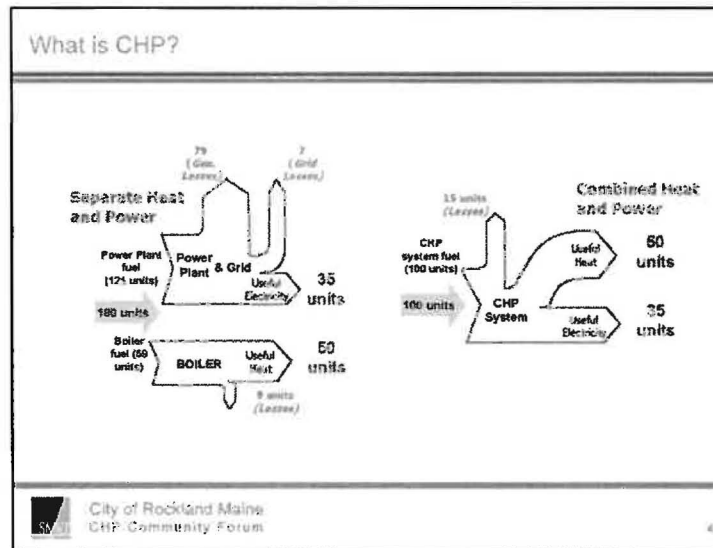 What is CHP?
79
(Gen.
Losses)
7
(Grid
Losses)
Separate Heat
and Power
Power Plant
fuel
(121 units)
Power
Plant
& Grid
Useful
Electricity
35
units
180 units
Boiler
fuel (59
units)
BOILER
Useful
Heat
50
units
9 units
(Losses)
15 units
(Losses)
Combined Heat
and Power
CHP
system fuel
(100 units)
100 units
CHP
System
Useful
Heat
50
units
Useful
Electricity
35
units
City of Rockland Maine
CHP Community Forum
4